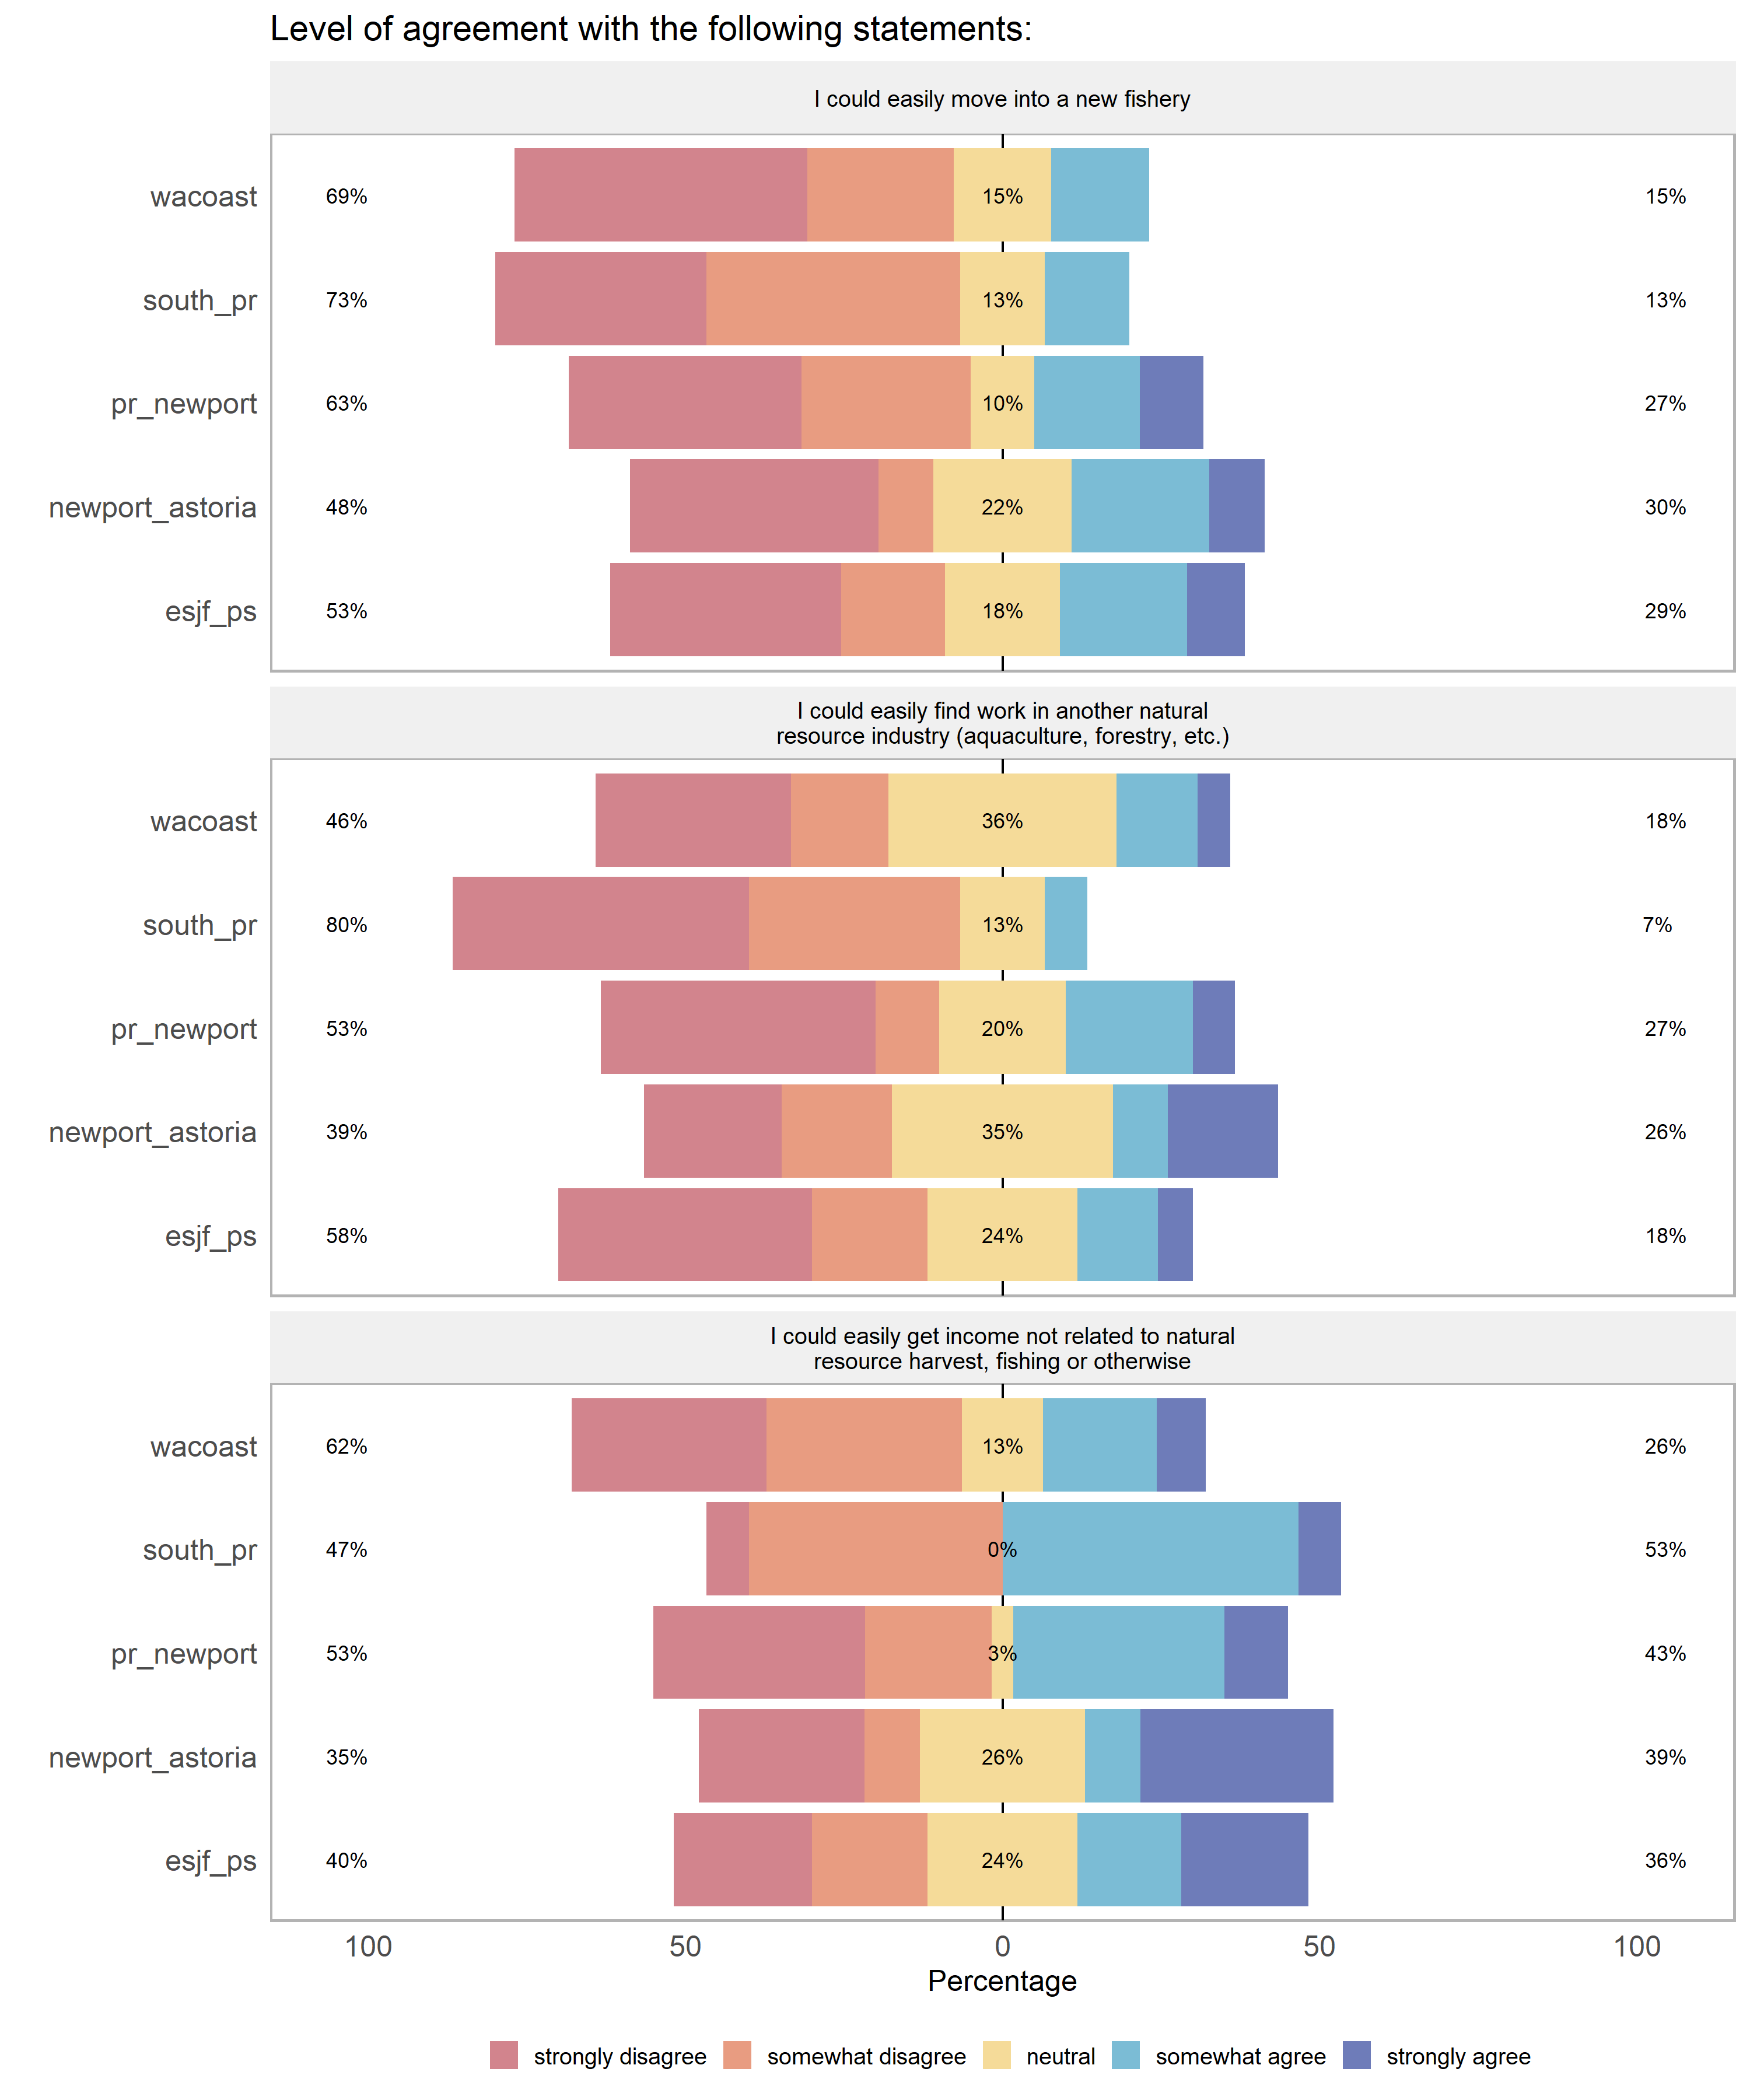 Level of agreement with the following statements:
I could easily move into a new fishery
wacoast 69% 15% 15%
south_pr 73% 13% 13%
pr_newport 63% 10% 27%
newport_astoria 48% 22% 30%
esjf_ps 53% 18% 29%
I could easily find work in another natural
resource industry (aquaculture, forestry, etc.)
wacoast 46% 36% 18%
south_pr 80% 13% 7%
pr_newport 53% 20% 27%
newport_astoria 39% 35% 26%
esjf_ps 58% 24% 18%
I could easily get income not related to natural
resource harvest, fishing or otherwise
wacoast 62% 13% 26%
south_pr 47% 0% 53%
pr_newport 53% 3% 43%
newport_astoria 35% 26% 39%
esjf_ps 40% 24% 36%
100 50 0 50 100
Percentage
strongly disagree somewhat disagree neutral somewhat agree strongly agree